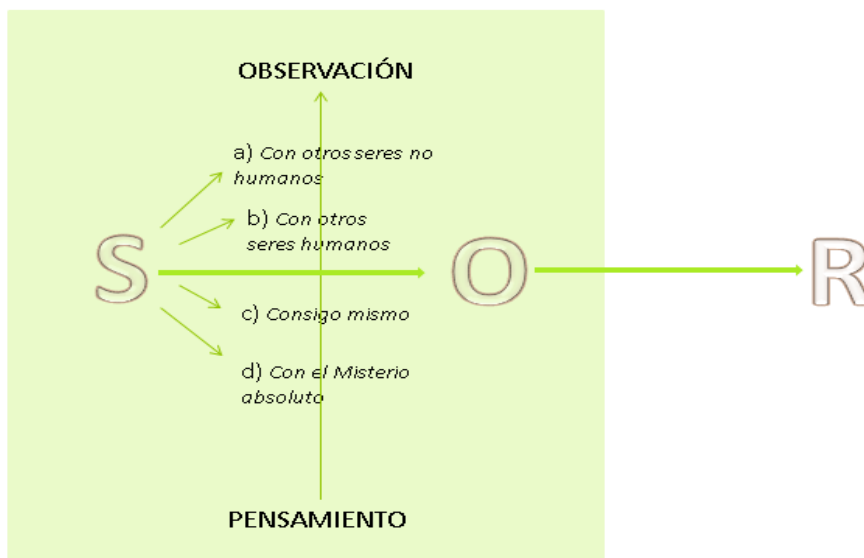 OBSERVACIÓN
a) Con otros seres no
humanos
b) Con otros
seres humanos
S
O
R
c) Consigo mismo
d) Con el Misterio
absoluto
PENSAMIENTO